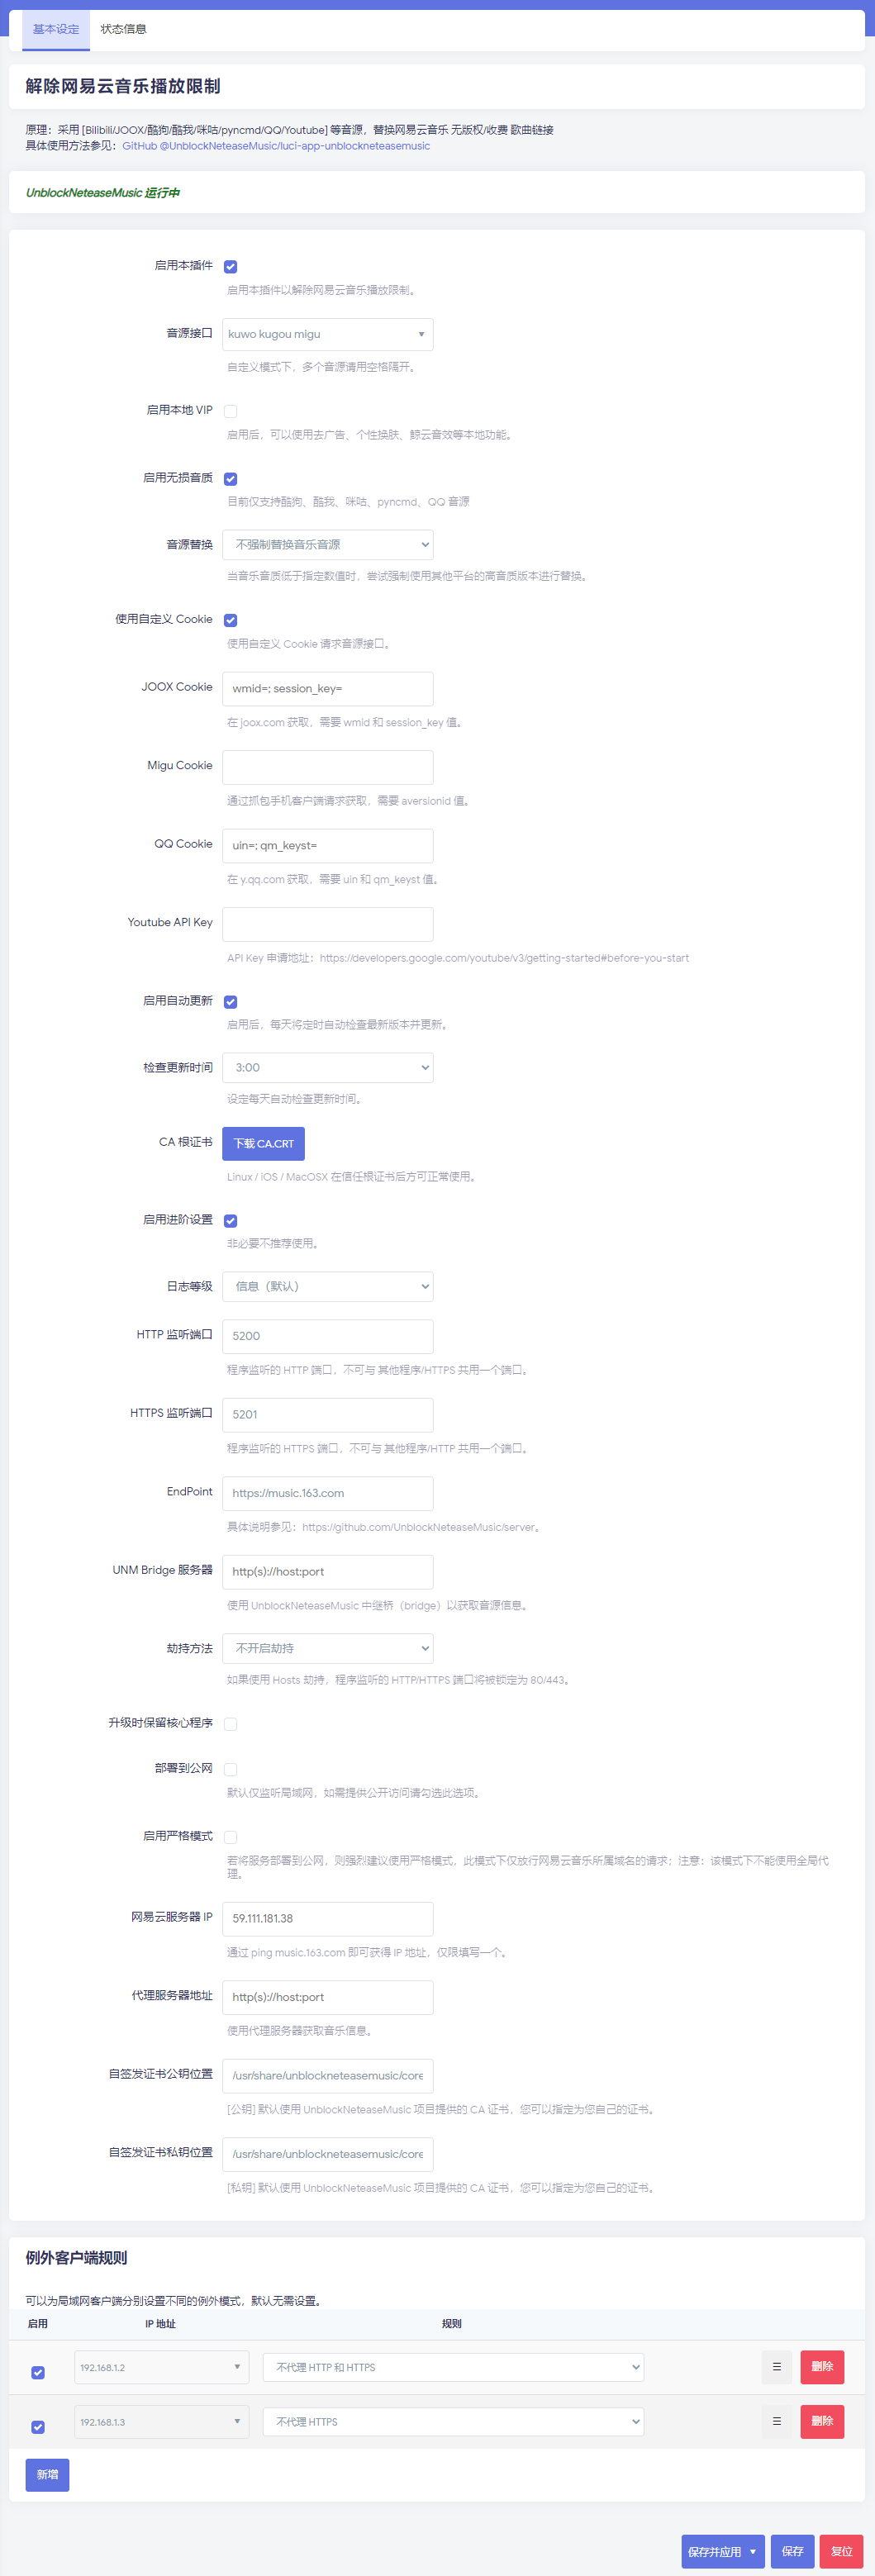 基本设定 状态信息
解除网易云音乐播放限制
原理：采用 [Bilibili/JOOX/酷狗/酷我/咪咕/pyncmd/QQ/Youtube] 等音源，替换网易云音乐 无版权/收费 歌曲链接
具体使用方法参见：GitHub @UnblockNeteaseMusic/luci-app-unblockneteasemusic
UnblockNeteaseMusic 运行中
启用本插件
启用本插件以解除网易云音乐播放限制。
音源接口 kuwo kugou migu
自定义模式下，多个音源请用空格隔开。
启用本地 VIP
启用后，可以使用去广告、个性换肤、鲸云音效等本地功能。
启用无损音质
目前仅支持酷狗、酷我、咪咕、pyncmd、QQ 音源
音源替换 不强制替换音乐音源
当音乐音质低于指定数值时，尝试强制使用其他平台的高音质版本进行替换。
使用自定义 Cookie
使用自定义 Cookie 请求音源接口。
JOOX Cookie wmid=; session_key=
在 joox.com 获取，需要 wmid 和 session_key 值。
Migu Cookie
通过抓包手机客户端请求获取，需要 aversionid 值。
QQ Cookie uin=; qm_keyst=
在 y.qq.com 获取，需要 uin 和 qm_keyst 值。
Youtube API Key
API Key 申请地址：https://developers.google.com/youtube/v3/getting-started#before-you-start
启用自动更新
启用后，每天将定时自动检查最新版本并更新。
检查更新时间 3:00
设定每天自动检查更新时间。
CA 根证书 下载 CA.CRT
Linux / iOS / MacOSX 在信任根证书后方可正常使用。
启用进阶设置
非必要不推荐使用。
日志等级 信息（默认）
HTTP 监听端口 5200
程序监听的 HTTP 端口，不可与 其他程序/HTTPS 共用一个端口。
HTTPS 监听端口 5201
程序监听的 HTTPS 端口，不可与 其他程序/HTTP 共用一个端口。
EndPoint https://music.163.com
具体说明参见：https://github.com/UnblockNeteaseMusic/server。
UNM Bridge 服务器 http(s)://host:port
使用 UnblockNeteaseMusic 中继桥（bridge）以获取音源信息。
劫持方法 不开启劫持
如果使用 Hosts 劫持，程序监听的 HTTP/HTTPS 端口将被锁定为 80/443。
升级时保留核心程序
部署到公网
默认仅监听局域网，如需提供公开访问请勾选此选项。
启用严格模式
若将服务部署到公网，则强烈建议使用严格模式，此模式下仅放行网易云音乐所属域名的请求；注意：该模式下不能使用全局代
理。
网易云服务器 IP 59.111.181.38
通过 ping music.163.com 即可获得 IP 地址，仅限填写一个。
代理服务器地址 http(s)://host:port
使用代理服务器获取音乐信息。
自签发证书公钥位置 /usr/share/unblockneteasemusic/core
[公钥] 默认使用 UnblockNeteaseMusic 项目提供的 CA 证书，您可以指定为您自己的证书。
自签发证书私钥位置 /usr/share/unblockneteasemusic/core
[私钥] 默认使用 UnblockNeteaseMusic 项目提供的 CA 证书，您可以指定为您自己的证书。
例外客户端规则
可以为局域网客户端分别设置不同的例外模式，默认无需设置。
启用 IP 地址 规则
192.168.1.2 不代理 HTTP 和 HTTPS ☰ 删除
192.168.1.3 不代理 HTTPS ☰ 删除
新增
保存并应用 保存 复位